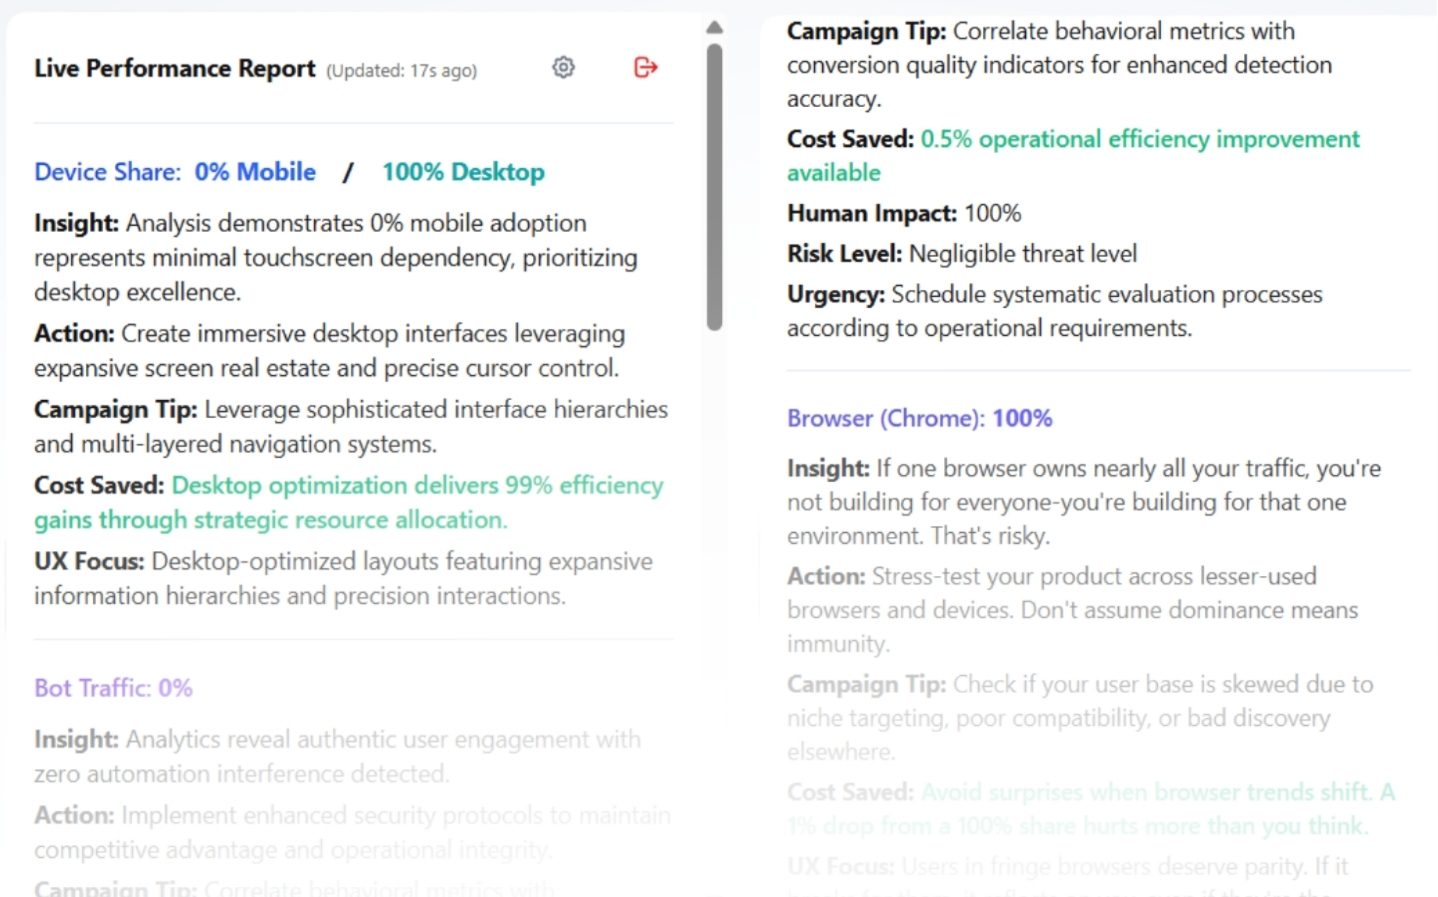 Live Performance Report (Updated: 17s ago)
Device Share: 0% Mobile / 100% Desktop
Insight: Analysis demonstrates 0% mobile adoption
represents minimal touchscreen dependency, prioritizing
desktop excellence.
Action: Create immersive desktop interfaces leveraging
expansive screen real estate and precise cursor control.
Campaign Tip: Leverage sophisticated interface hierarchies
and multi-layered navigation systems.
Cost Saved: Desktop optimization delivers 99% efficiency
gains through strategic resource allocation.
UX Focus: Desktop-optimized layouts featuring expansive
information hierarchies and precision interactions.
Bot Traffic: 0%
Insight: Analytics reveal authentic user engagement with
zero automation interference detected.
Action: Implement enhanced security protocols to maintain
competitive advantage and operational integrity.
Campaign Tip: Correlate behavioral metrics with
Campaign Tip: Correlate behavioral metrics with
conversion quality indicators for enhanced detection
accuracy.
Cost Saved: 0.5% operational efficiency improvement
available
Human Impact: 100%
Risk Level: Negligible threat level
Urgency: Schedule systematic evaluation processes
according to operational requirements.
Browser (Chrome): 100%
Insight: If one browser owns nearly all your traffic, you're
not building for everyone-you're building for that one
environment. That's risky.
Action: Stress-test your product across lesser-used
browsers and devices. Don't assume dominance means
immunity.
Campaign Tip: Check if your user base is skewed due to
niche targeting, poor compatibility, or bad discovery
elsewhere.
Cost Saved: Avoid surprises when browser trends shift. A
1% drop from a 100% share hurts more than you think.
UX Focus: Users in fringe browsers deserve parity. If it